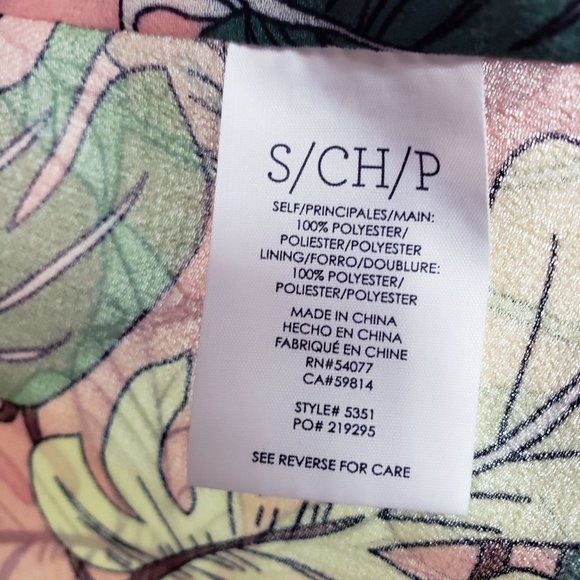 S/CH/P
SELF/PRINCIPALES/MAIN:
100% POLYESTER/
POLIESTER/POLYESTER
LINING/FORRO/DOUBLURE:
100% POLYESTER/
POLIESTER/POLYESTER
MADE IN CHINA
HECHO EN CHINA
FABRIQUÉ EN CHINE
RN#54077
CA#59814
STYLE# 5351
PO# 219295
SEE REVERSE FOR CARE